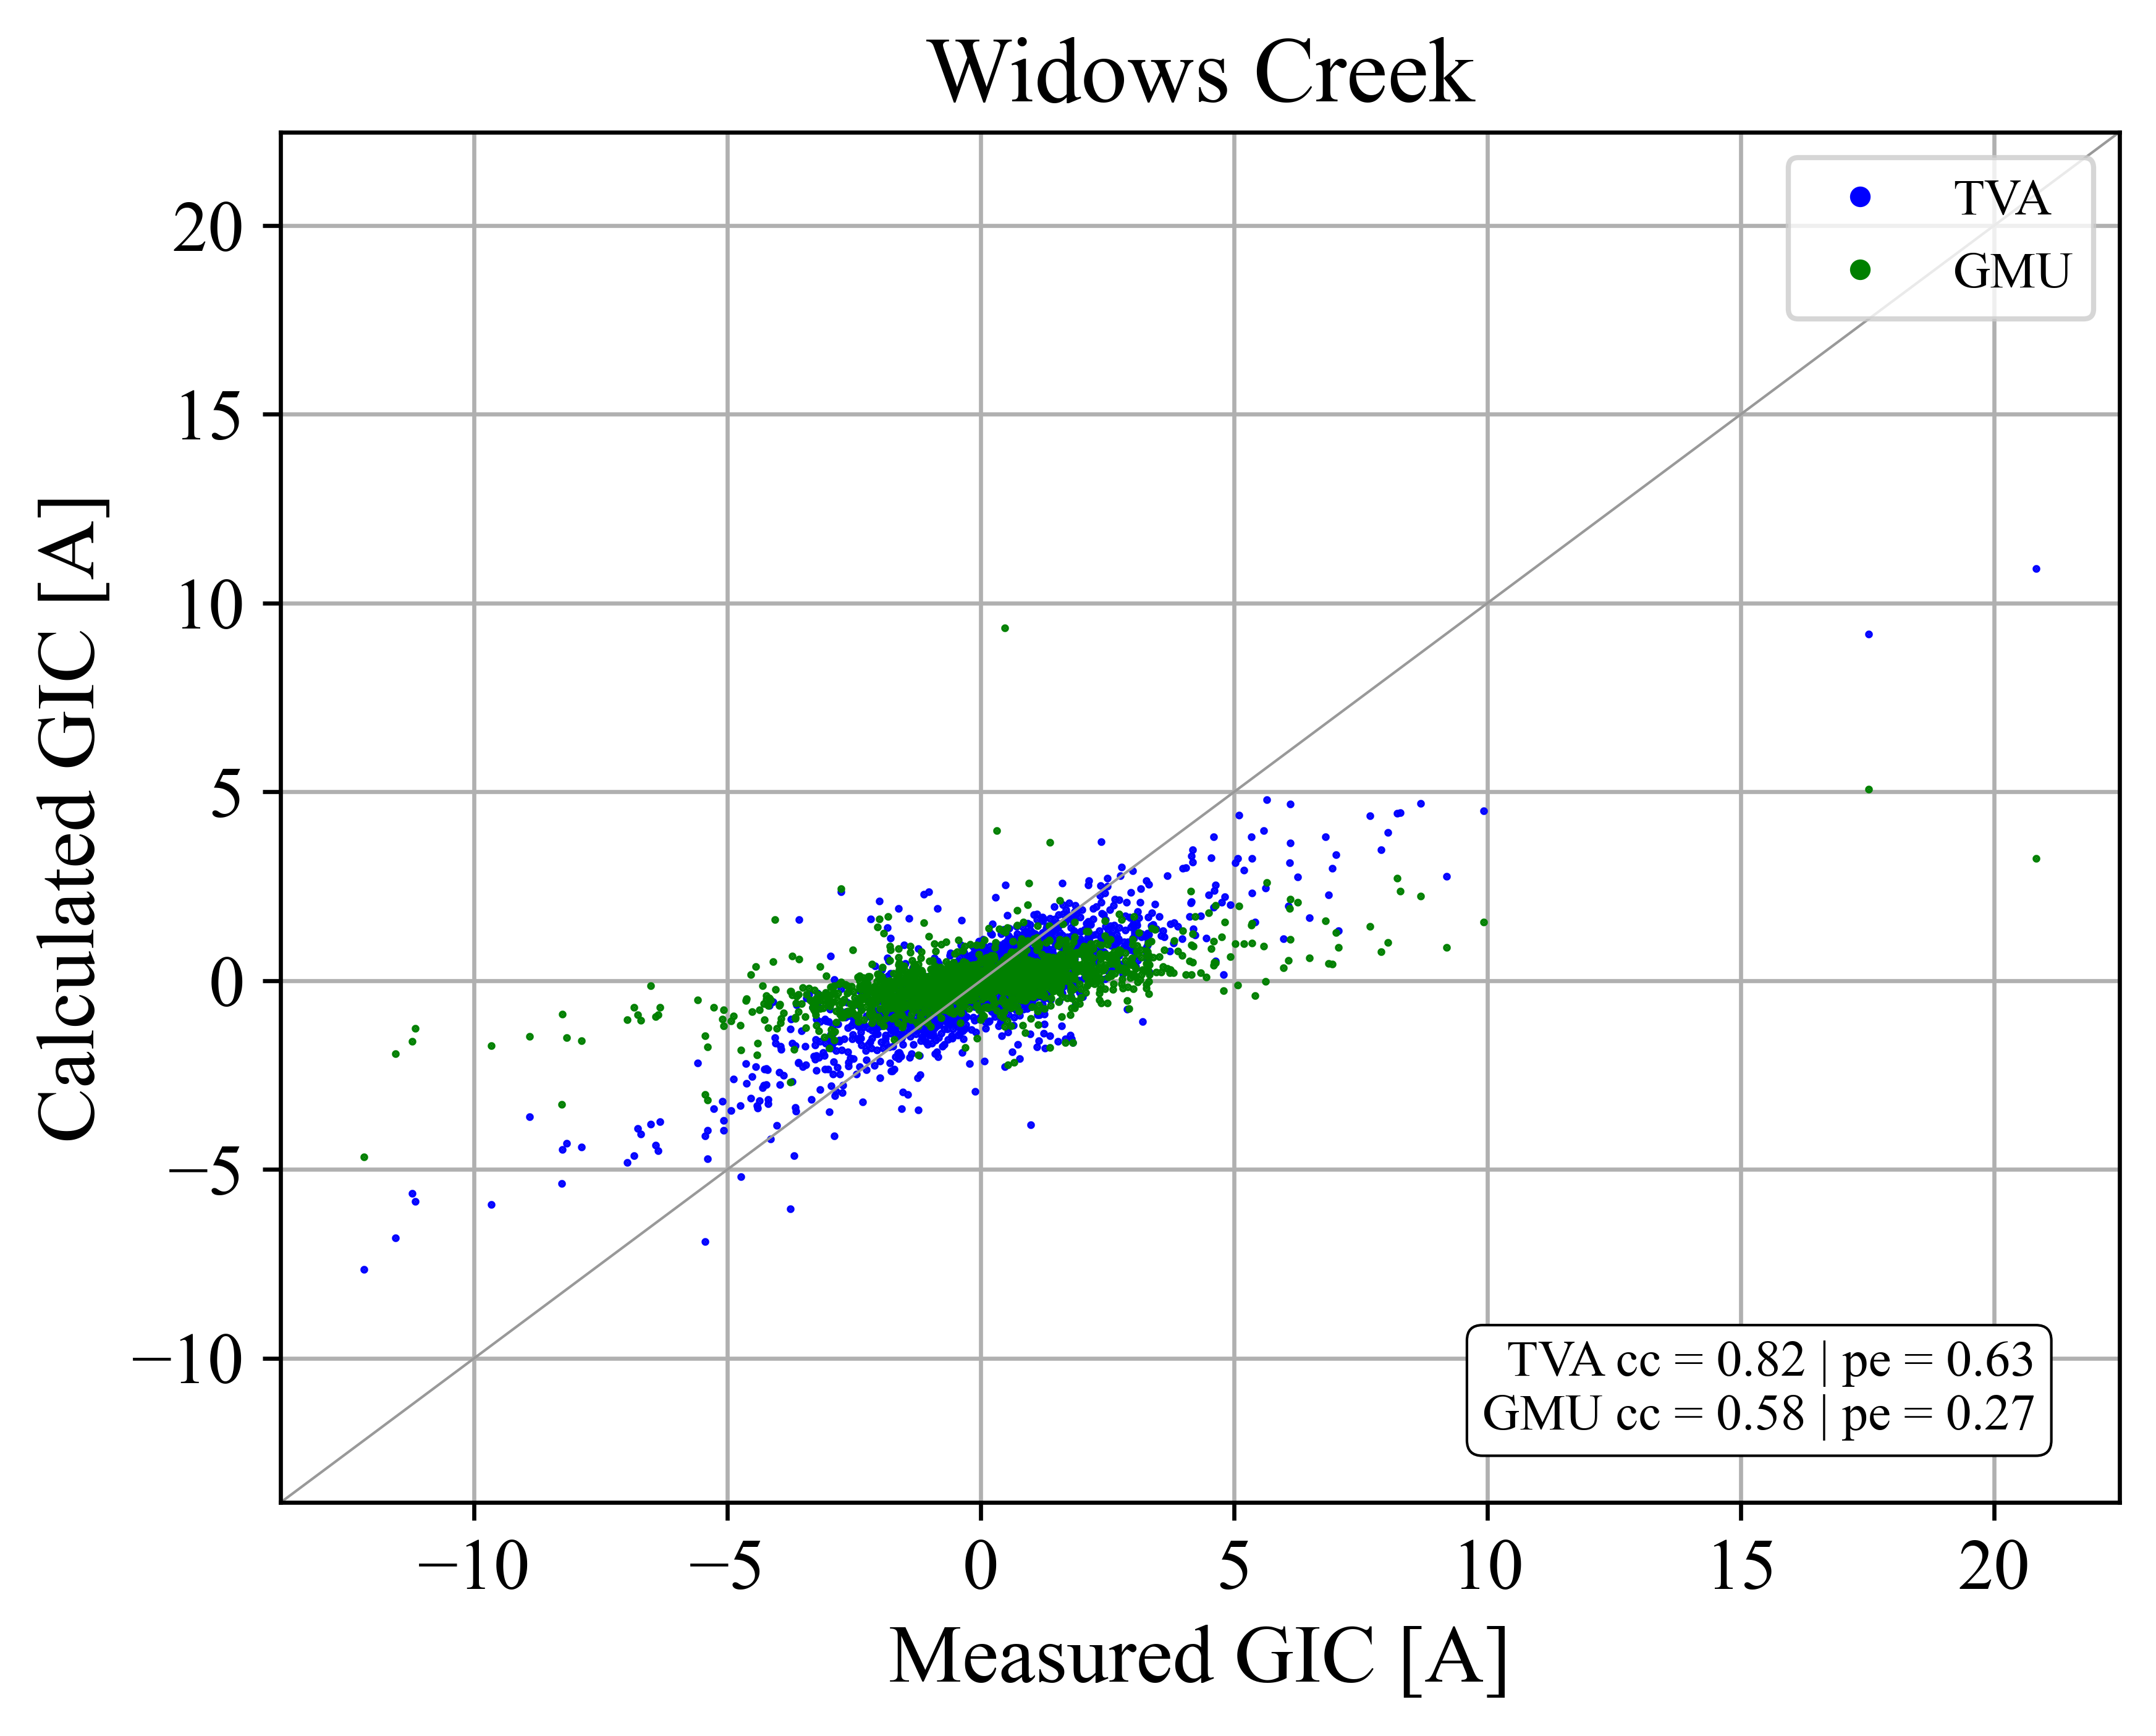 Widows Creek
TVA
GMU
Calculated GIC [A]
20
15
10
5
0
−5
−10
TVA cc = 0.82 | pe = 0.63
GMU cc = 0.58 | pe = 0.27
−10
−5
0
5
10
15
20
Measured GIC [A]